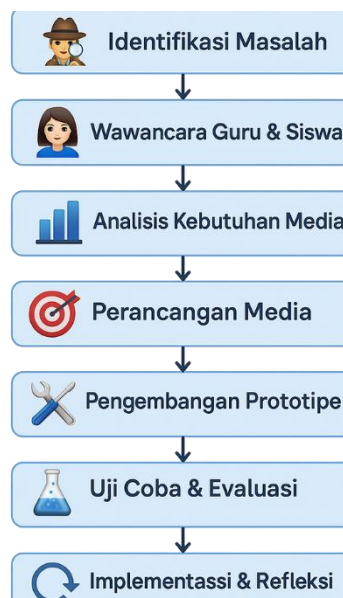 Identifikasi Masalah
Wawancara Guru & Siswa
Analisis Kebutuhan Media
Perancangan Media
Pengembangan Prototipe
Uji Coba & Evaluasi
Implementassi & Refleksi